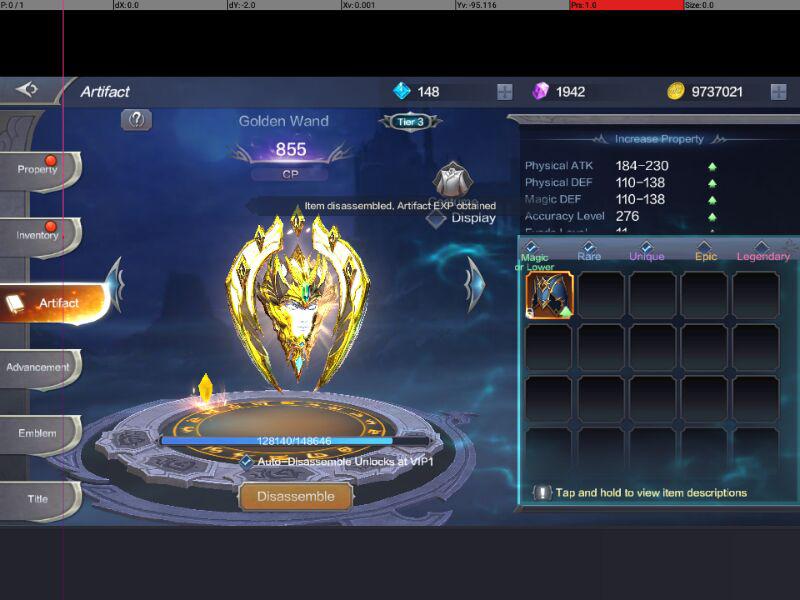 P: 0 / 1 dX: 0.0 dY: -2.0 Xv: 0.001 Yv: -95.116 Prs: 1.0 Size: 0.0
Artifact 148 1942 9737021
Golden Wand
Tier 3
855
CP
Item disassembled, Artifact EXP obtained
Display
Property
Inventory
Artifact
Advancement
Emblem
Title
128140/148646
Auto-Disassemble Unlocks at VIP1
Disassemble
Increase Property
Physical ATK 184-230
Physical DEF 110-138
Magic DEF 110-138
Accuracy Level 276
Magic or Lower Rare Unique Epic Legendary
Tap and hold to view item descriptions